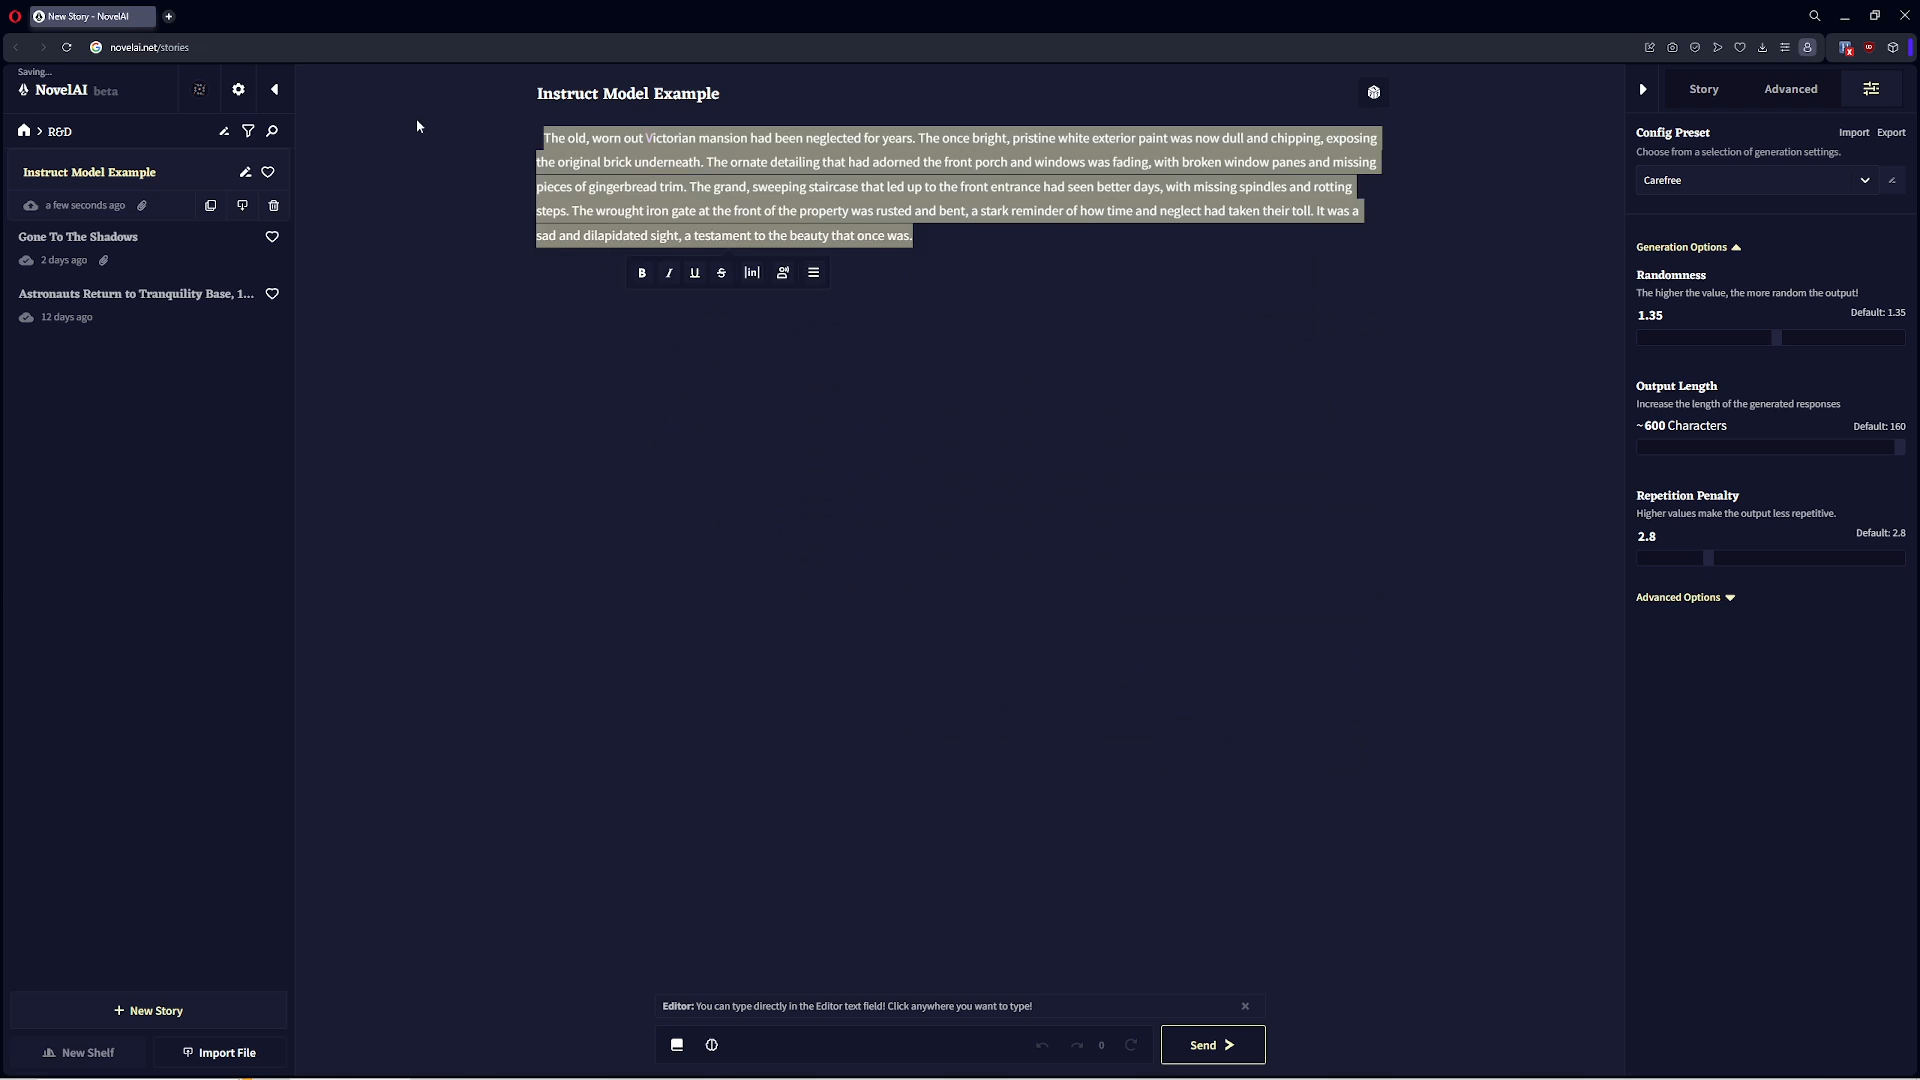 New Story - NovelAI
novelai.net/stories
Saving...
NovelAI beta
R&D
Instruct Model Example
a few seconds ago
Gone To The Shadows
2 days ago
Astronauts Return to Tranquility Base, 1...
12 days ago
+ New Story
New Shelf
Import File
Instruct Model Example
The old, worn out Victorian mansion had been neglected for years. The once bright, pristine white exterior paint was now dull and chipping, exposing
the original brick underneath. The ornate detailing that had adorned the front porch and windows was fading, with broken window panes and missing
pieces of gingerbread trim. The grand, sweeping staircase that led up to the front entrance had seen better days, with missing spindles and rotting
steps. The wrought iron gate at the front of the property was rusted and bent, a stark reminder of how time and neglect had taken their toll. It was a
sad and dilapidated sight, a testament to the beauty that once was.
B I U S |in|
Editor: You can type directly in the Editor text field! Click anywhere you want to type!
0
Send
Story Advanced
Config Preset Import Export
Choose from a selection of generation settings.
Carefree
Generation Options
Randomness
The higher the value, the more random the output!
1.35 Default: 1.35
Output Length
Increase the length of the generated responses
~600 Characters Default: 160
Repetition Penalty
Higher values make the output less repetitive.
2.8 Default: 2.8
Advanced Options